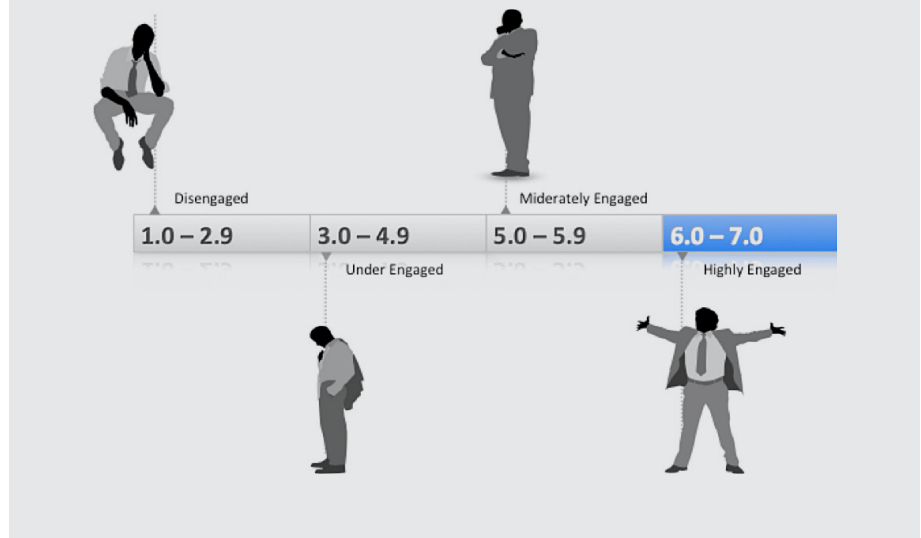 Disengaged
Miderately Engaged
1.0 – 2.9
3.0 – 4.9
5.0 – 5.9
6.0 – 7.0
Under Engaged
Highly Engaged